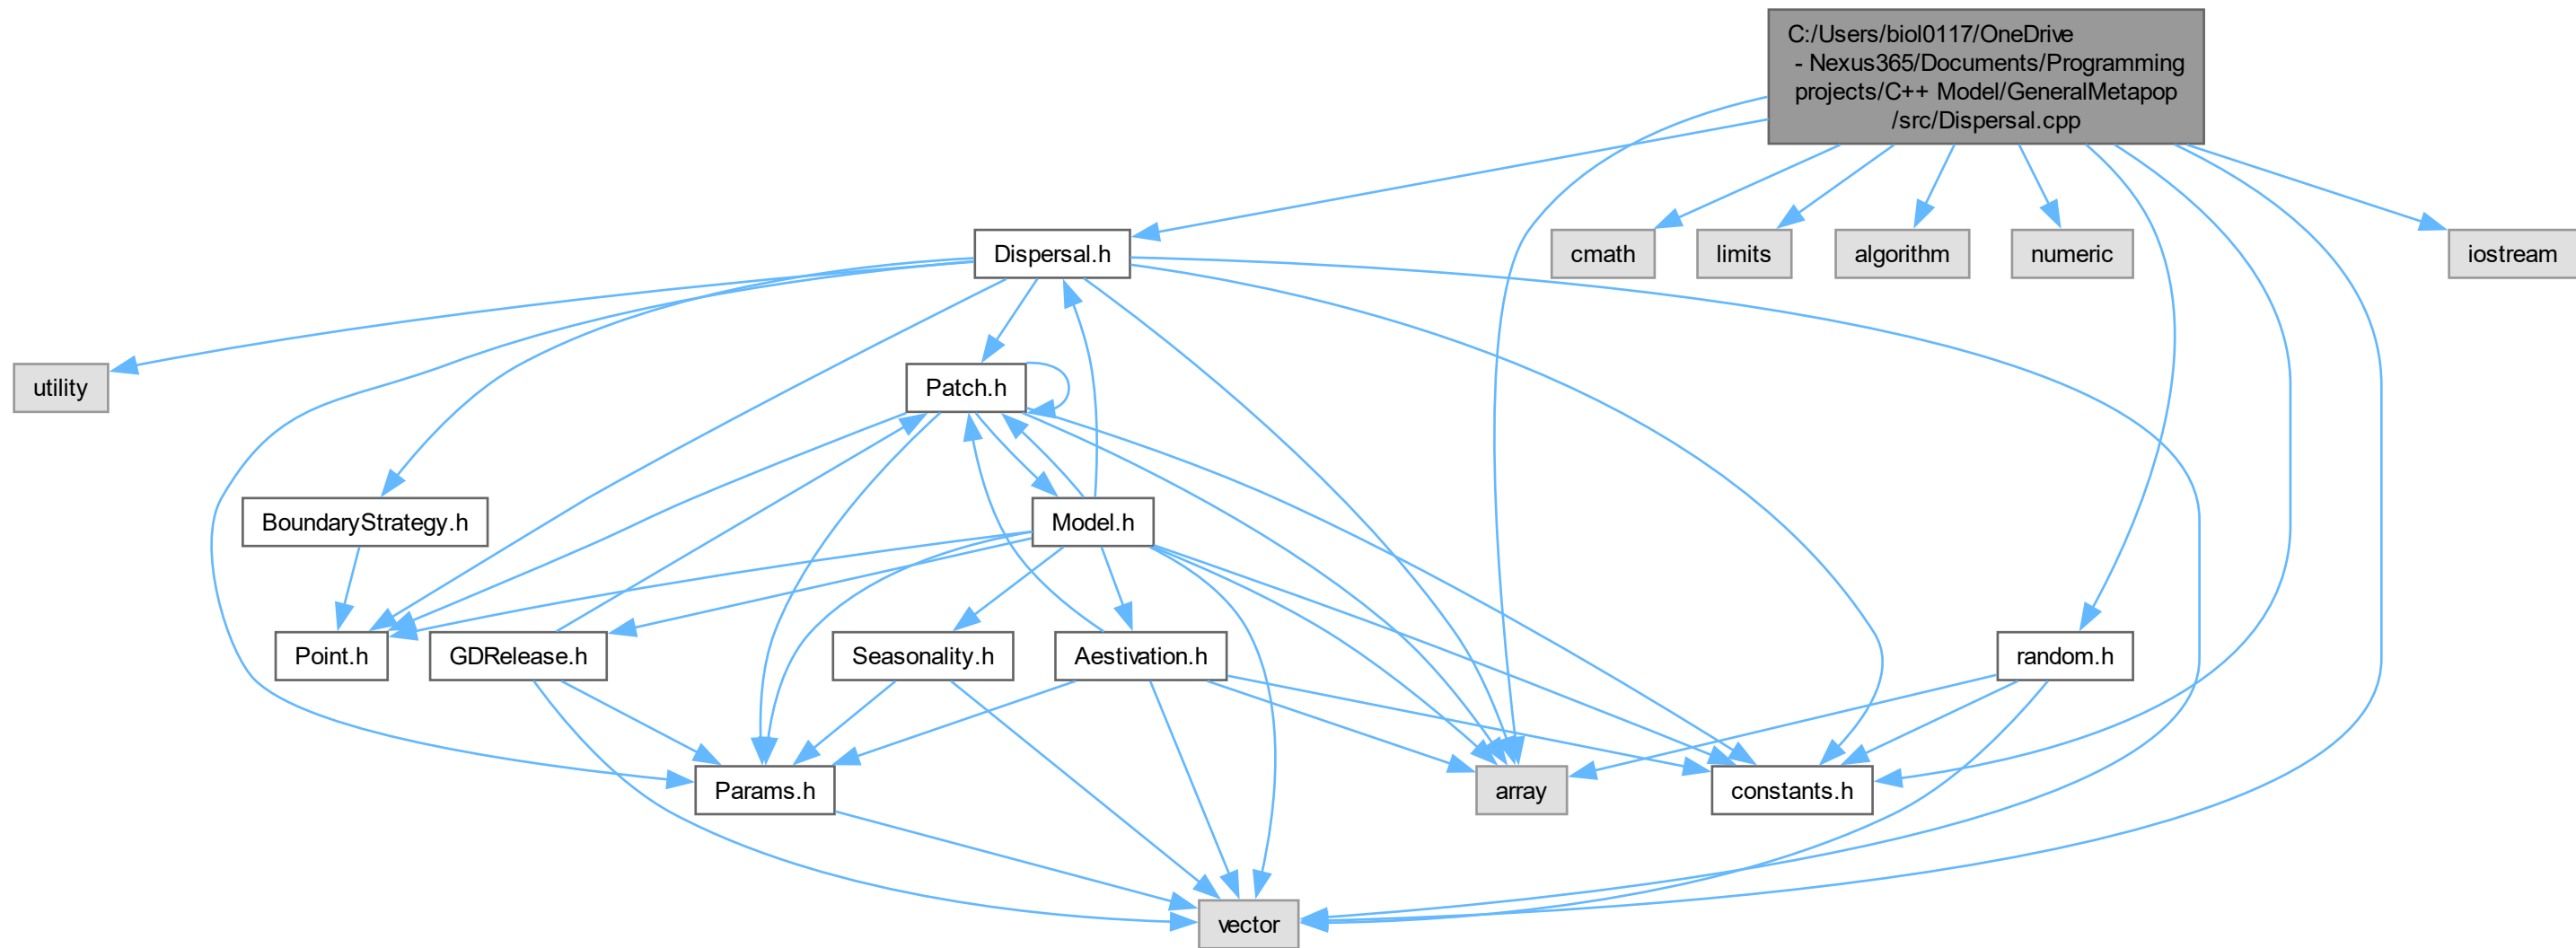 C:/Users/biol0117/OneDrive
- Nexus365/Documents/Programming
projects/C++ Model/GeneralMetapop
/src/Dispersal.cpp
Dispersal.h
cmath
limits
algorithm
numeric
iostream
utility
Patch.h
BoundaryStrategy.h
Model.h
Point.h
GDRelease.h
Seasonality.h
Aestivation.h
random.h
Params.h
array
constants.h
vector